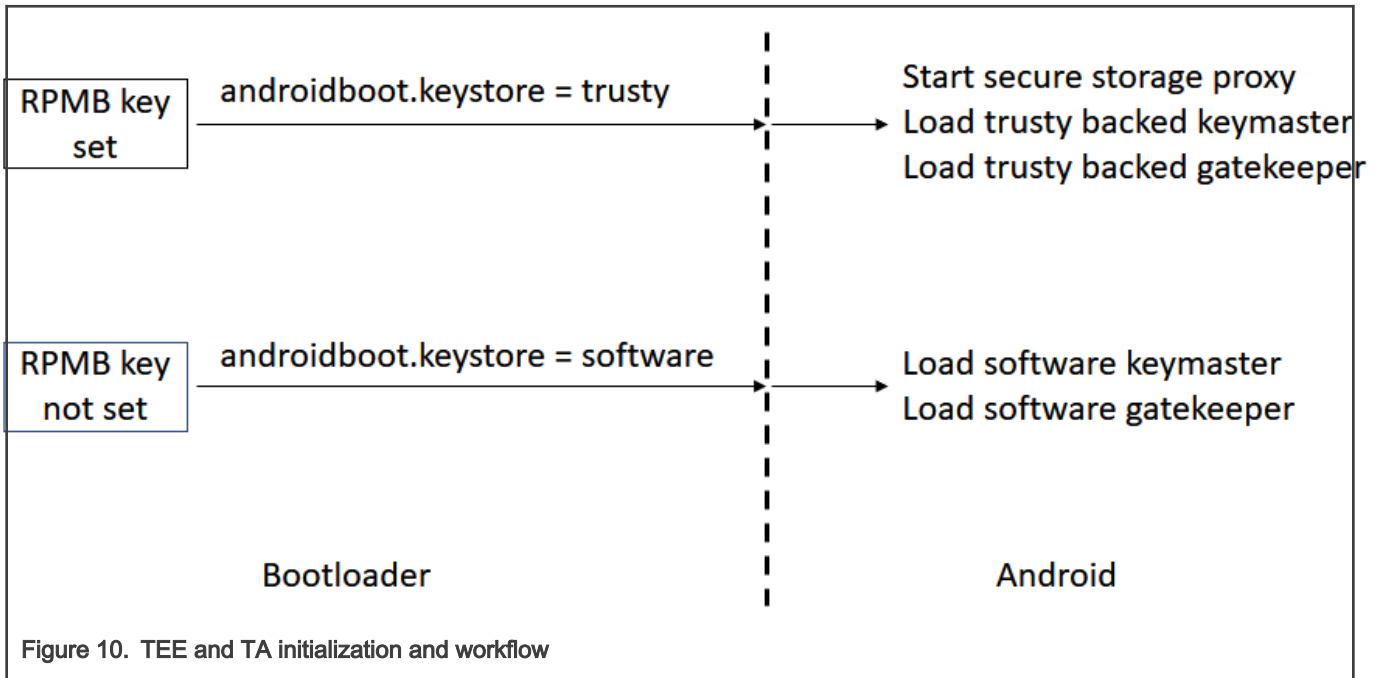 RPMB key
set
androidboot.keystore = trusty
Start secure storage proxy
Load trusty backed keymaster
Load trusty backed gatekeeper
RPMB key
not set
androidboot.keystore = software
Load software keymaster
Load software gatekeeper
Bootloader
Android
Figure 10. TEE and TA initialization and workflow